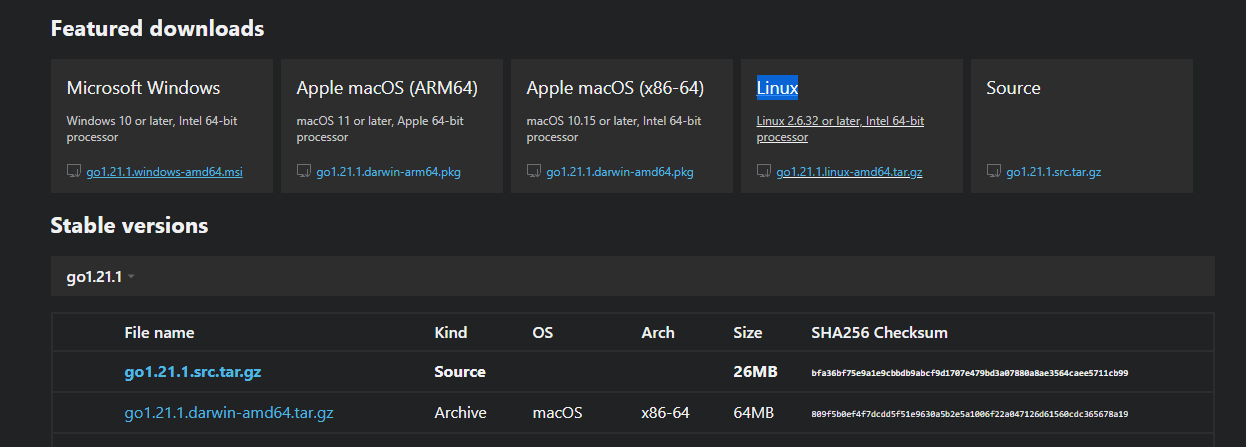 Featured downloads
Microsoft Windows
Windows 10 or later, Intel 64-bit
processor
go1.21.1.windows-amd64.msi
Apple macOS (ARM64)
macOS 11 or later, Apple 64-bit
processor
go1.21.1.darwin-arm64.pkg
Apple macOS (x86-64)
macOS 10.15 or later, Intel 64-bit
processor
go1.21.1.darwin-amd64.pkg
Linux
Linux 2.6.32 or later, Intel 64-bit
processor
go1.21.1.linux-amd64.tar.gz
Source
go1.21.1.src.tar.gz
Stable versions
go1.21.1
File name Kind OS Arch Size SHA256 Checksum
go1.21.1.src.tar.gz Source 26MB bfa36bf75e9a1e9cbbdb9abcf9d1707e479bd3a07880a8ae3564caee5711cb99
go1.21.1.darwin-amd64.tar.gz Archive macOS x86-64 64MB 809f5b0ef4f7dcdd5f51e9630a5b2e5a1006f22a047126d61560cdc365678a19